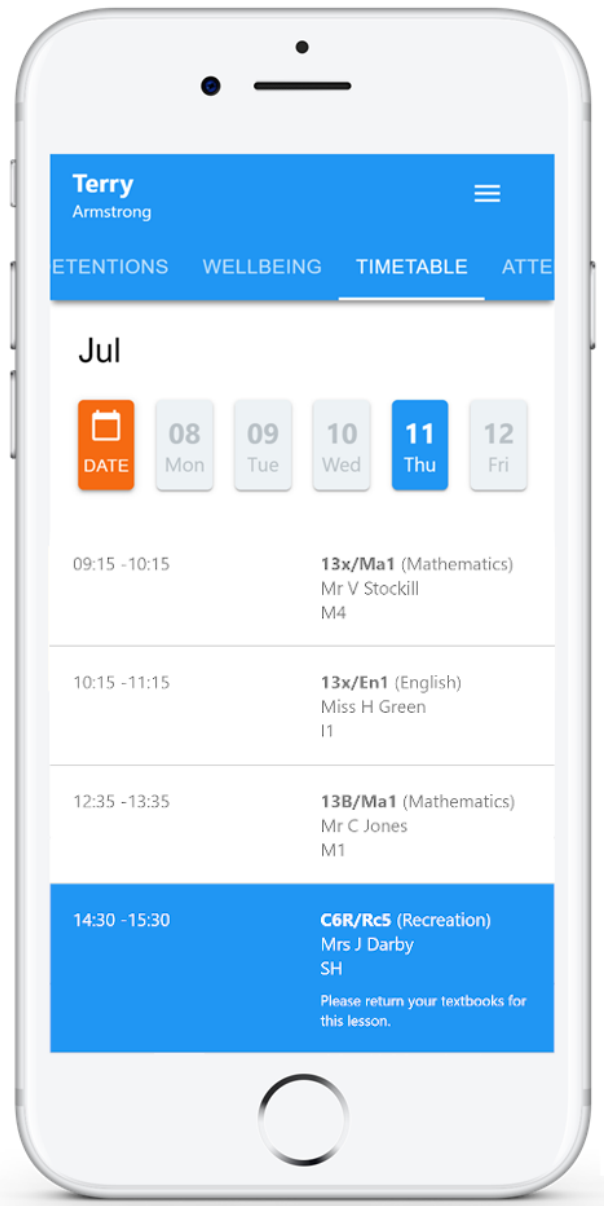 Terry
Armstrong
ETENTIONS WELLBEING TIMETABLE ATTE
Jul
DATE
08 Mon
09 Tue
10 Wed
11 Thu
12 Fri
09:15 -10:15
13x/Ma1 (Mathematics)
Mr V Stockill
M4
10:15 -11:15
13x/En1 (English)
Miss H Green
I1
12:35 -13:35
13B/Ma1 (Mathematics)
Mr C Jones
M1
14:30 -15:30
C6R/Rc5 (Recreation)
Mrs J Darby
SH
Please return your textbooks for
this lesson.